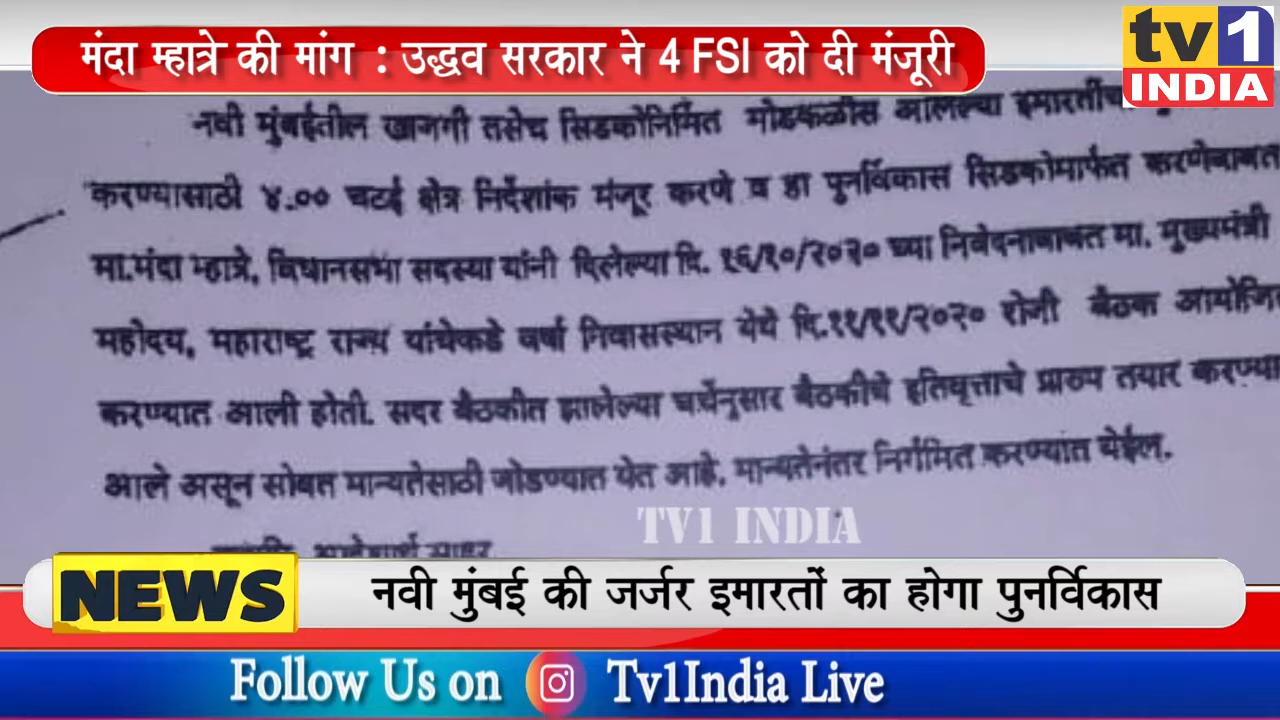 मंदा म्हात्रे की मांग : उद्धव सरकार ने 4 FSI को दी मंजूरी
tv1
INDIA
नवी मुंबईतील खाजगी तसेच सिडकोनिर्मित मोडकळीस आलेल्या
करण्यासाठी ४.०० चटई क्षेत्र निर्देशांक मंजूर करणे व हा पुनर्विकास सिडकोमार्फत करणेबाबत
मा.मंदा म्हात्रे, विधानसभा सदस्या यांनी दिलेल्या दि. १६/१०/२०२० च्या निवेदनाबाबत मा. मुख्यमंत्री
महोदय, महाराष्ट्र राज्य यांचेकडे वर्षा निवासस्थान येथे दि.११/११/२०२० रोजी बैठक
करण्यात आली होती. सदर बैठकीत झालेल्या चर्चेनुसार बैठकीचे इतिवृत्ताचे प्रारुप तयार
आले असून सोबत मान्यतेसाठी जोडण्यात येत आहे. मान्यतेनंतर निर्गमित करण्यात येईल.
TV1 INDIA
NEWS
नवी मुंबई की जर्जर इमारतों का होगा पुनर्विकास
Follow Us on Tv1India Live